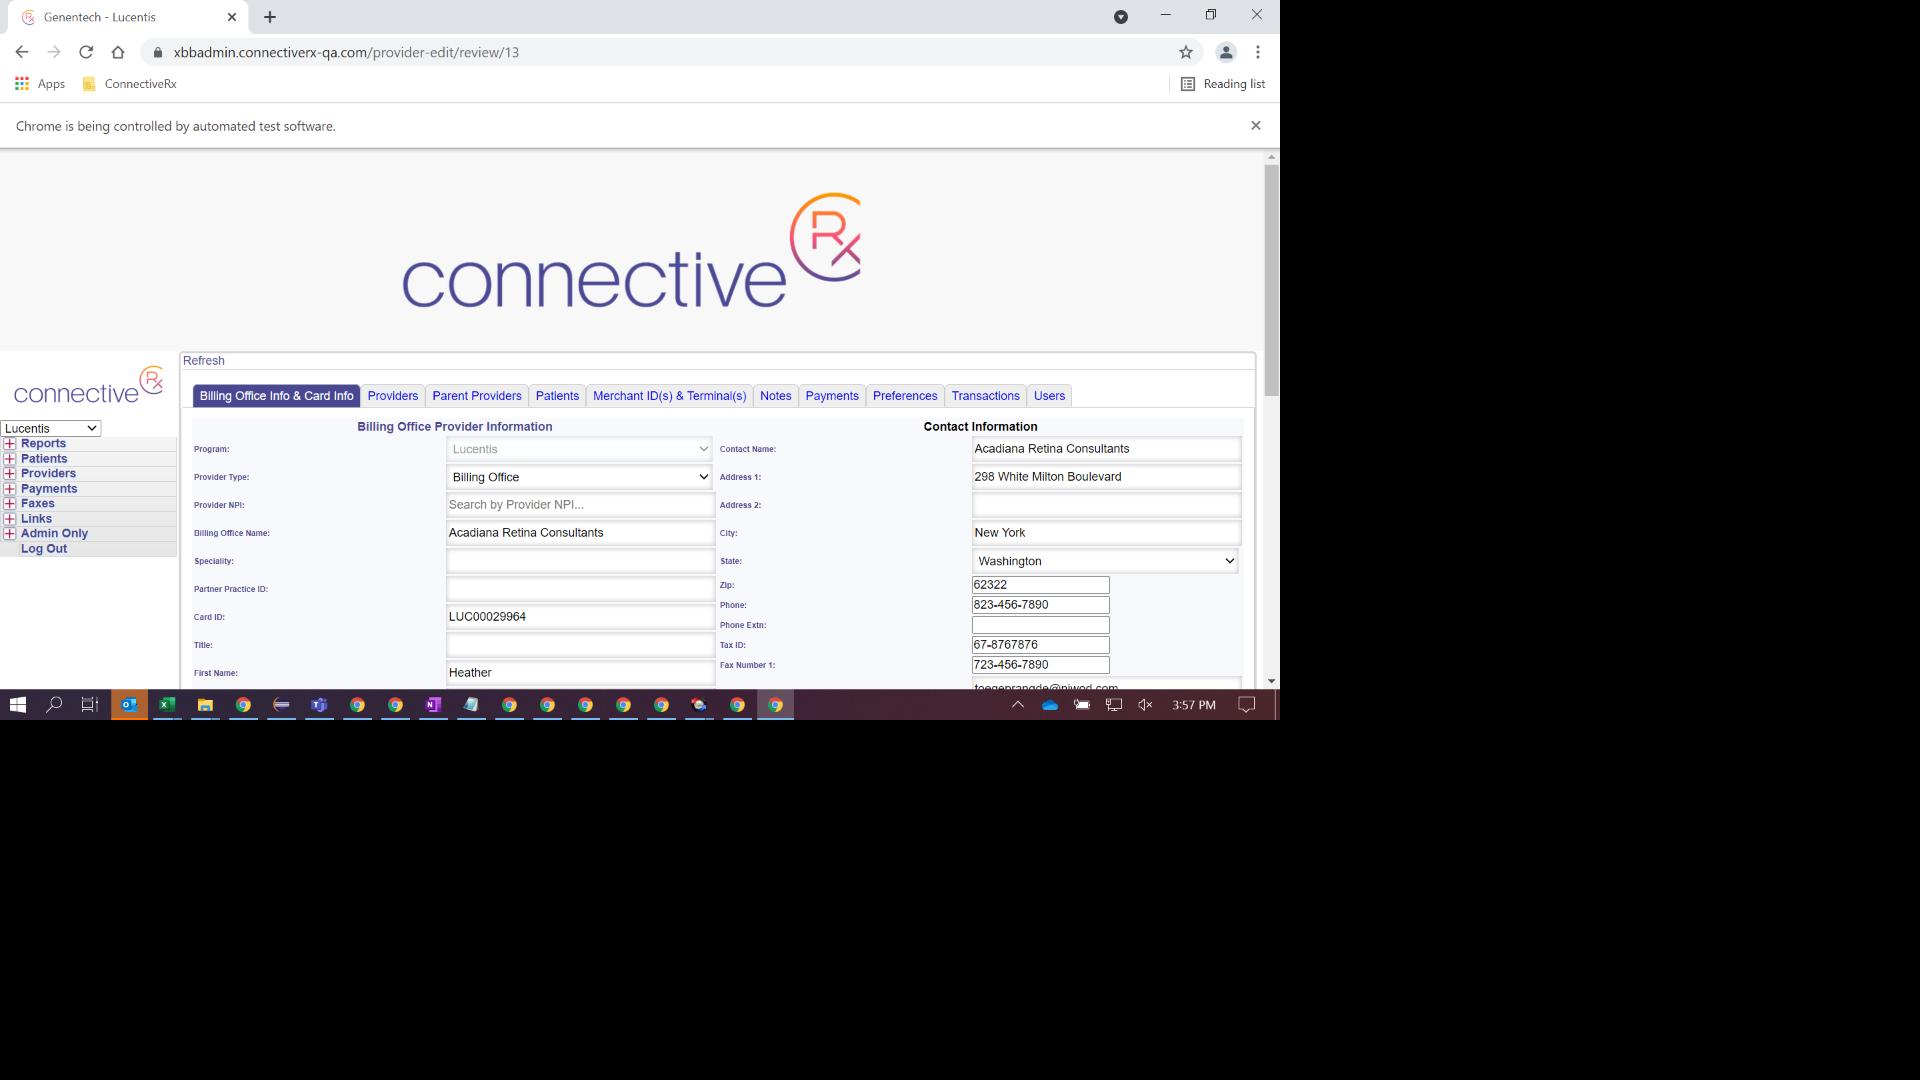 Genentech - Lucentis
xbbadmin.connectiverx-qa.com/provider-edit/review/13
Apps ConnectiveRx Reading list
Chrome is being controlled by automated test software.
connective Rx
connective Rx
Lucentis
Reports
Patients
Providers
Payments
Faxes
Links
Admin Only
Log Out
Refresh
Billing Office Info & Card Info Providers Parent Providers Patients Merchant ID(s) & Terminal(s) Notes Payments Preferences Transactions Users
Billing Office Provider Information
Program: Lucentis
Provider Type: Billing Office
Provider NPI: Search by Provider NPI...
Billing Office Name: Acadiana Retina Consultants
Speciality:
Partner Practice ID:
Card ID: LUC00029964
Title:
First Name: Heather
Contact Information
Contact Name: Acadiana Retina Consultants
Address 1: 298 White Milton Boulevard
Address 2:
City: New York
State: Washington
Zip: 62322
Phone: 823-456-7890
Phone Extn:
Tax ID: 67-8767876
Fax Number 1: 723-456-7890
3:57 PM